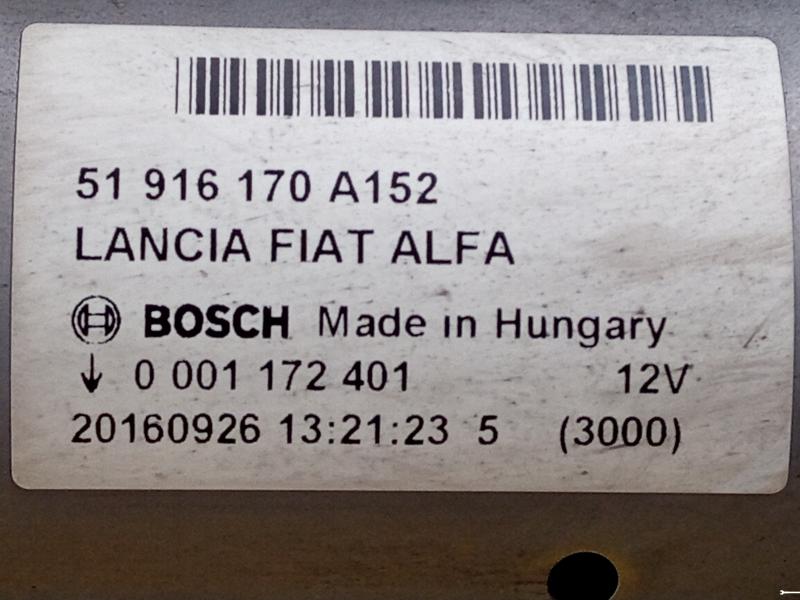 51 916 170 A152
LANCIA FIAT ALFA
BOSCH Made in Hungary
0 001 172 401 12V
20160926 13:21:23 5 (3000)